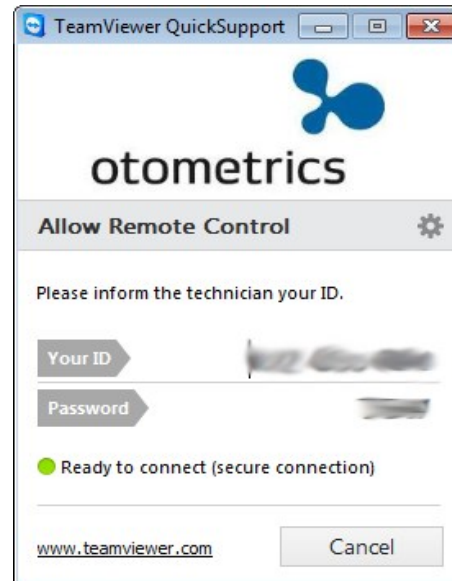 TeamViewer QuickSupport
otometrics
Allow Remote Control
Please inform the technician your ID.
Your ID
Password
Ready to connect (secure connection)
www.teamviewer.com Cancel